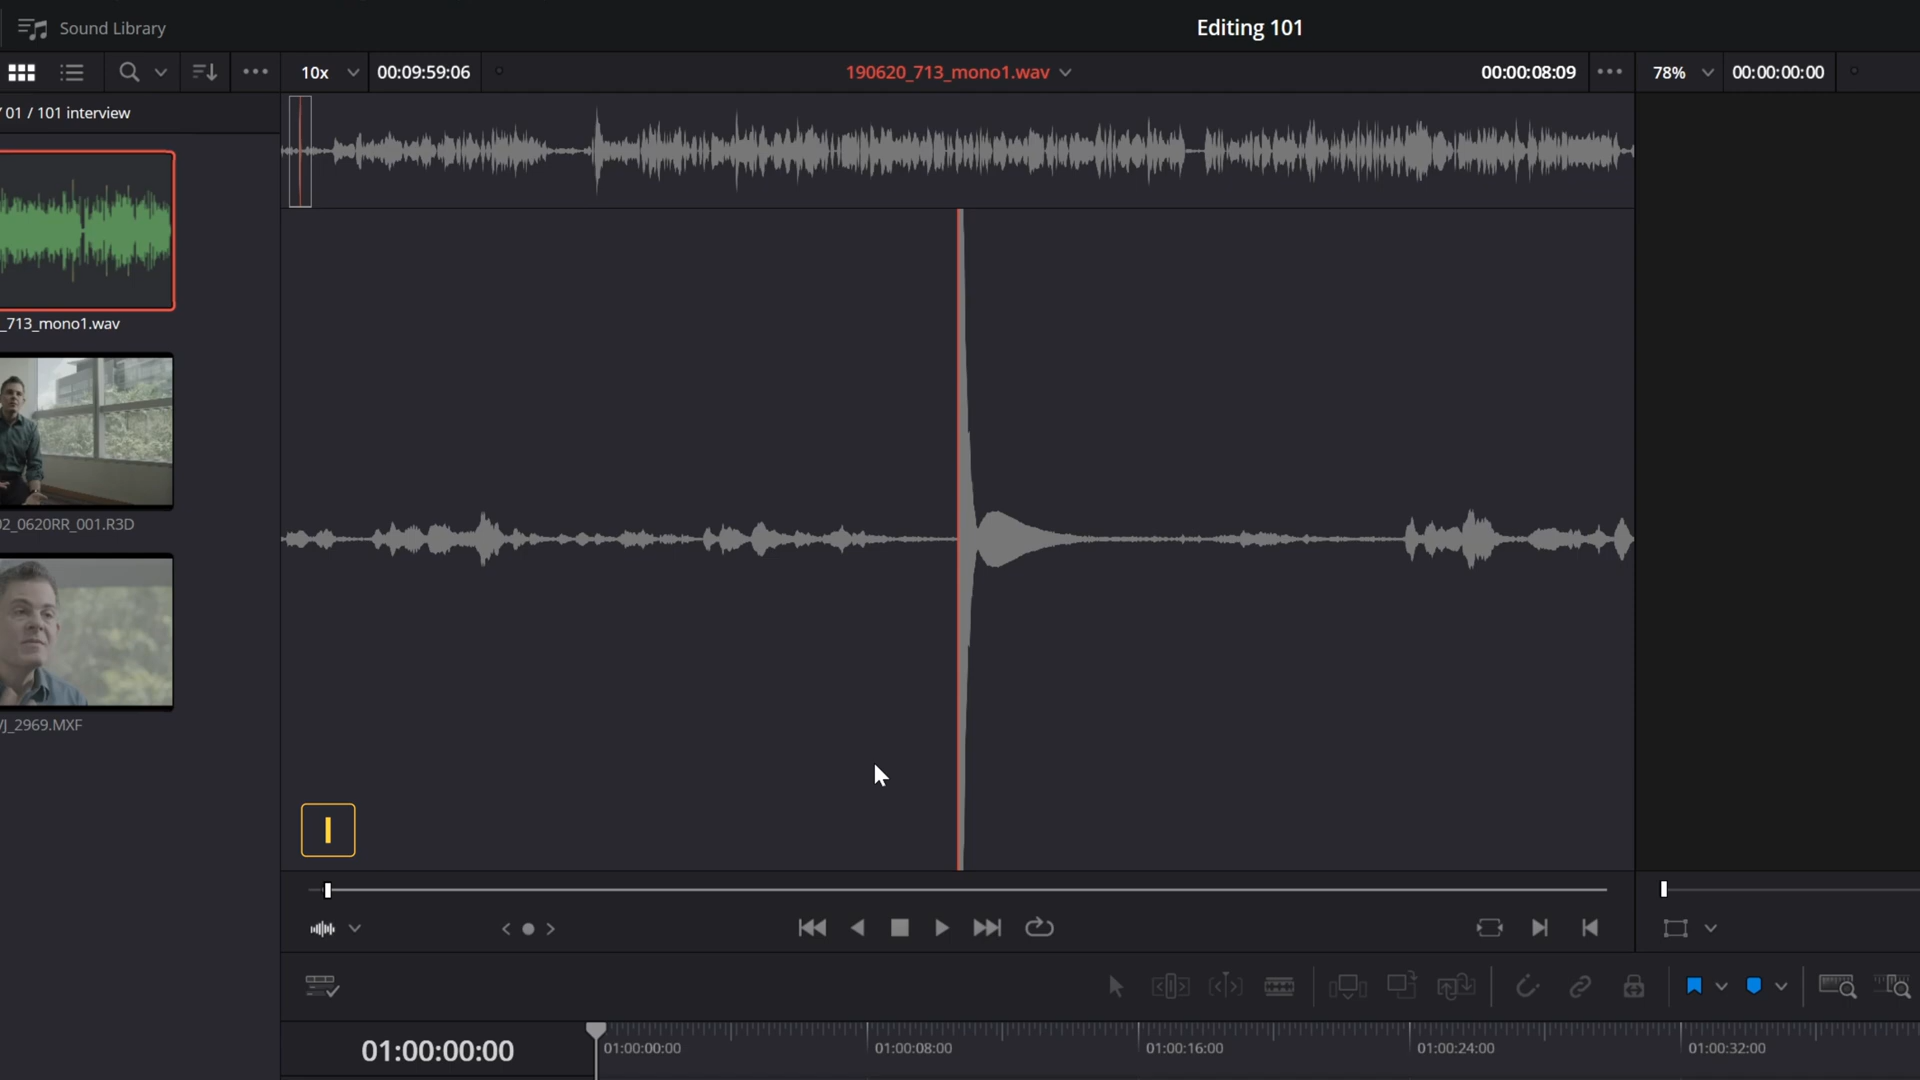 Sound Library
Editing 101
10x
00:09:59:06
190620_713_mono1.wav
00:00:08:09
78%
00:00:00:00
/ 01 / 101 interview
_713_mono1.wav
02_0620RR_001.R3D
VJ_2969.MXF
01:00:00:00
01:00:00:00
01:00:08:00
01:00:16:00
01:00:24:00
01:00:32:00